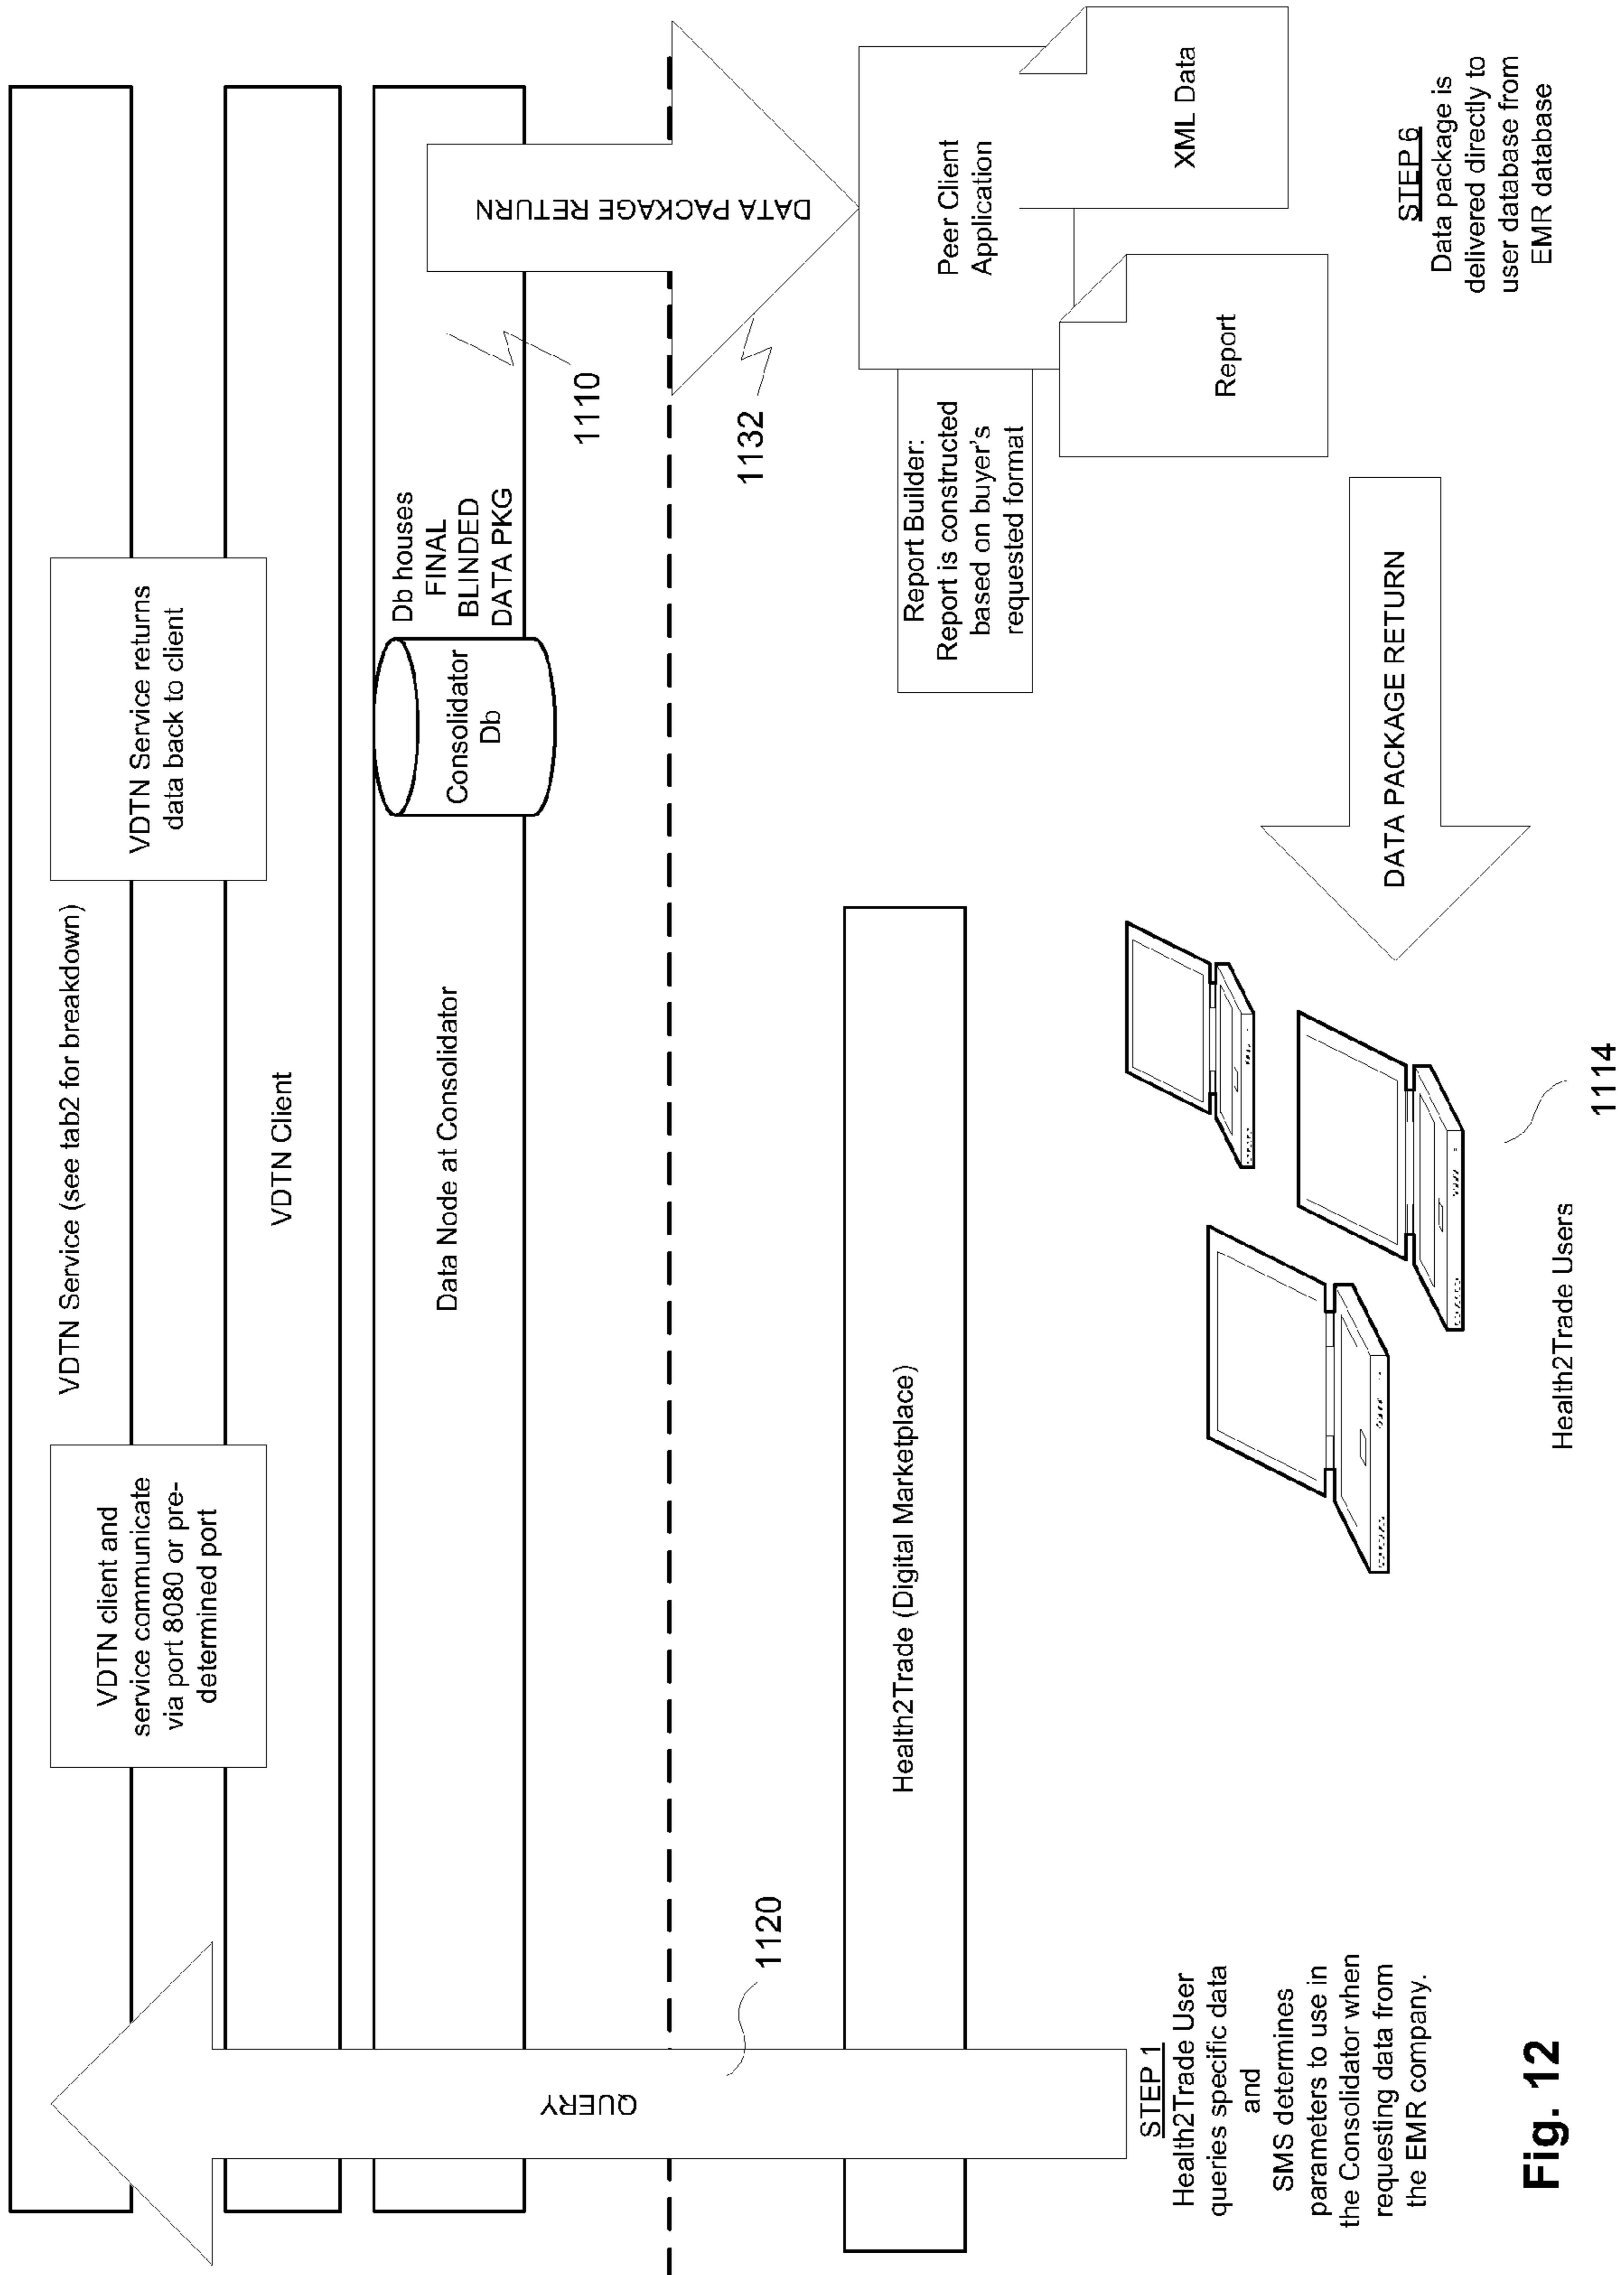 VDTN Service (see tab2 for breakdown)
VDTN client and
service communicate
via port 8080 or pre-
determined port
VDTN Service returns
data back to client
VDTN Client
Data Node at Consolidator
Consolidator
Db
Db houses
FINAL
BLINDED
DATA PKG
1110
DATA PACKAGE RETURN
1132
QUERY
1120
Health2Trade (Digital Marketplace)
Report Builder:
Report is constructed
based on buyer's
requested format
Peer Client
Application
XML Data
Report
STEP 1
Health2Trade User
queries specific data
and
SMS determines
parameters to use in
the Consolidator when
requesting data from
the EMR company.
DATA PACKAGE RETURN
Health2Trade Users
1114
STEP 6
Data package is
delivered directly to
user database from
EMR database
Fig. 12